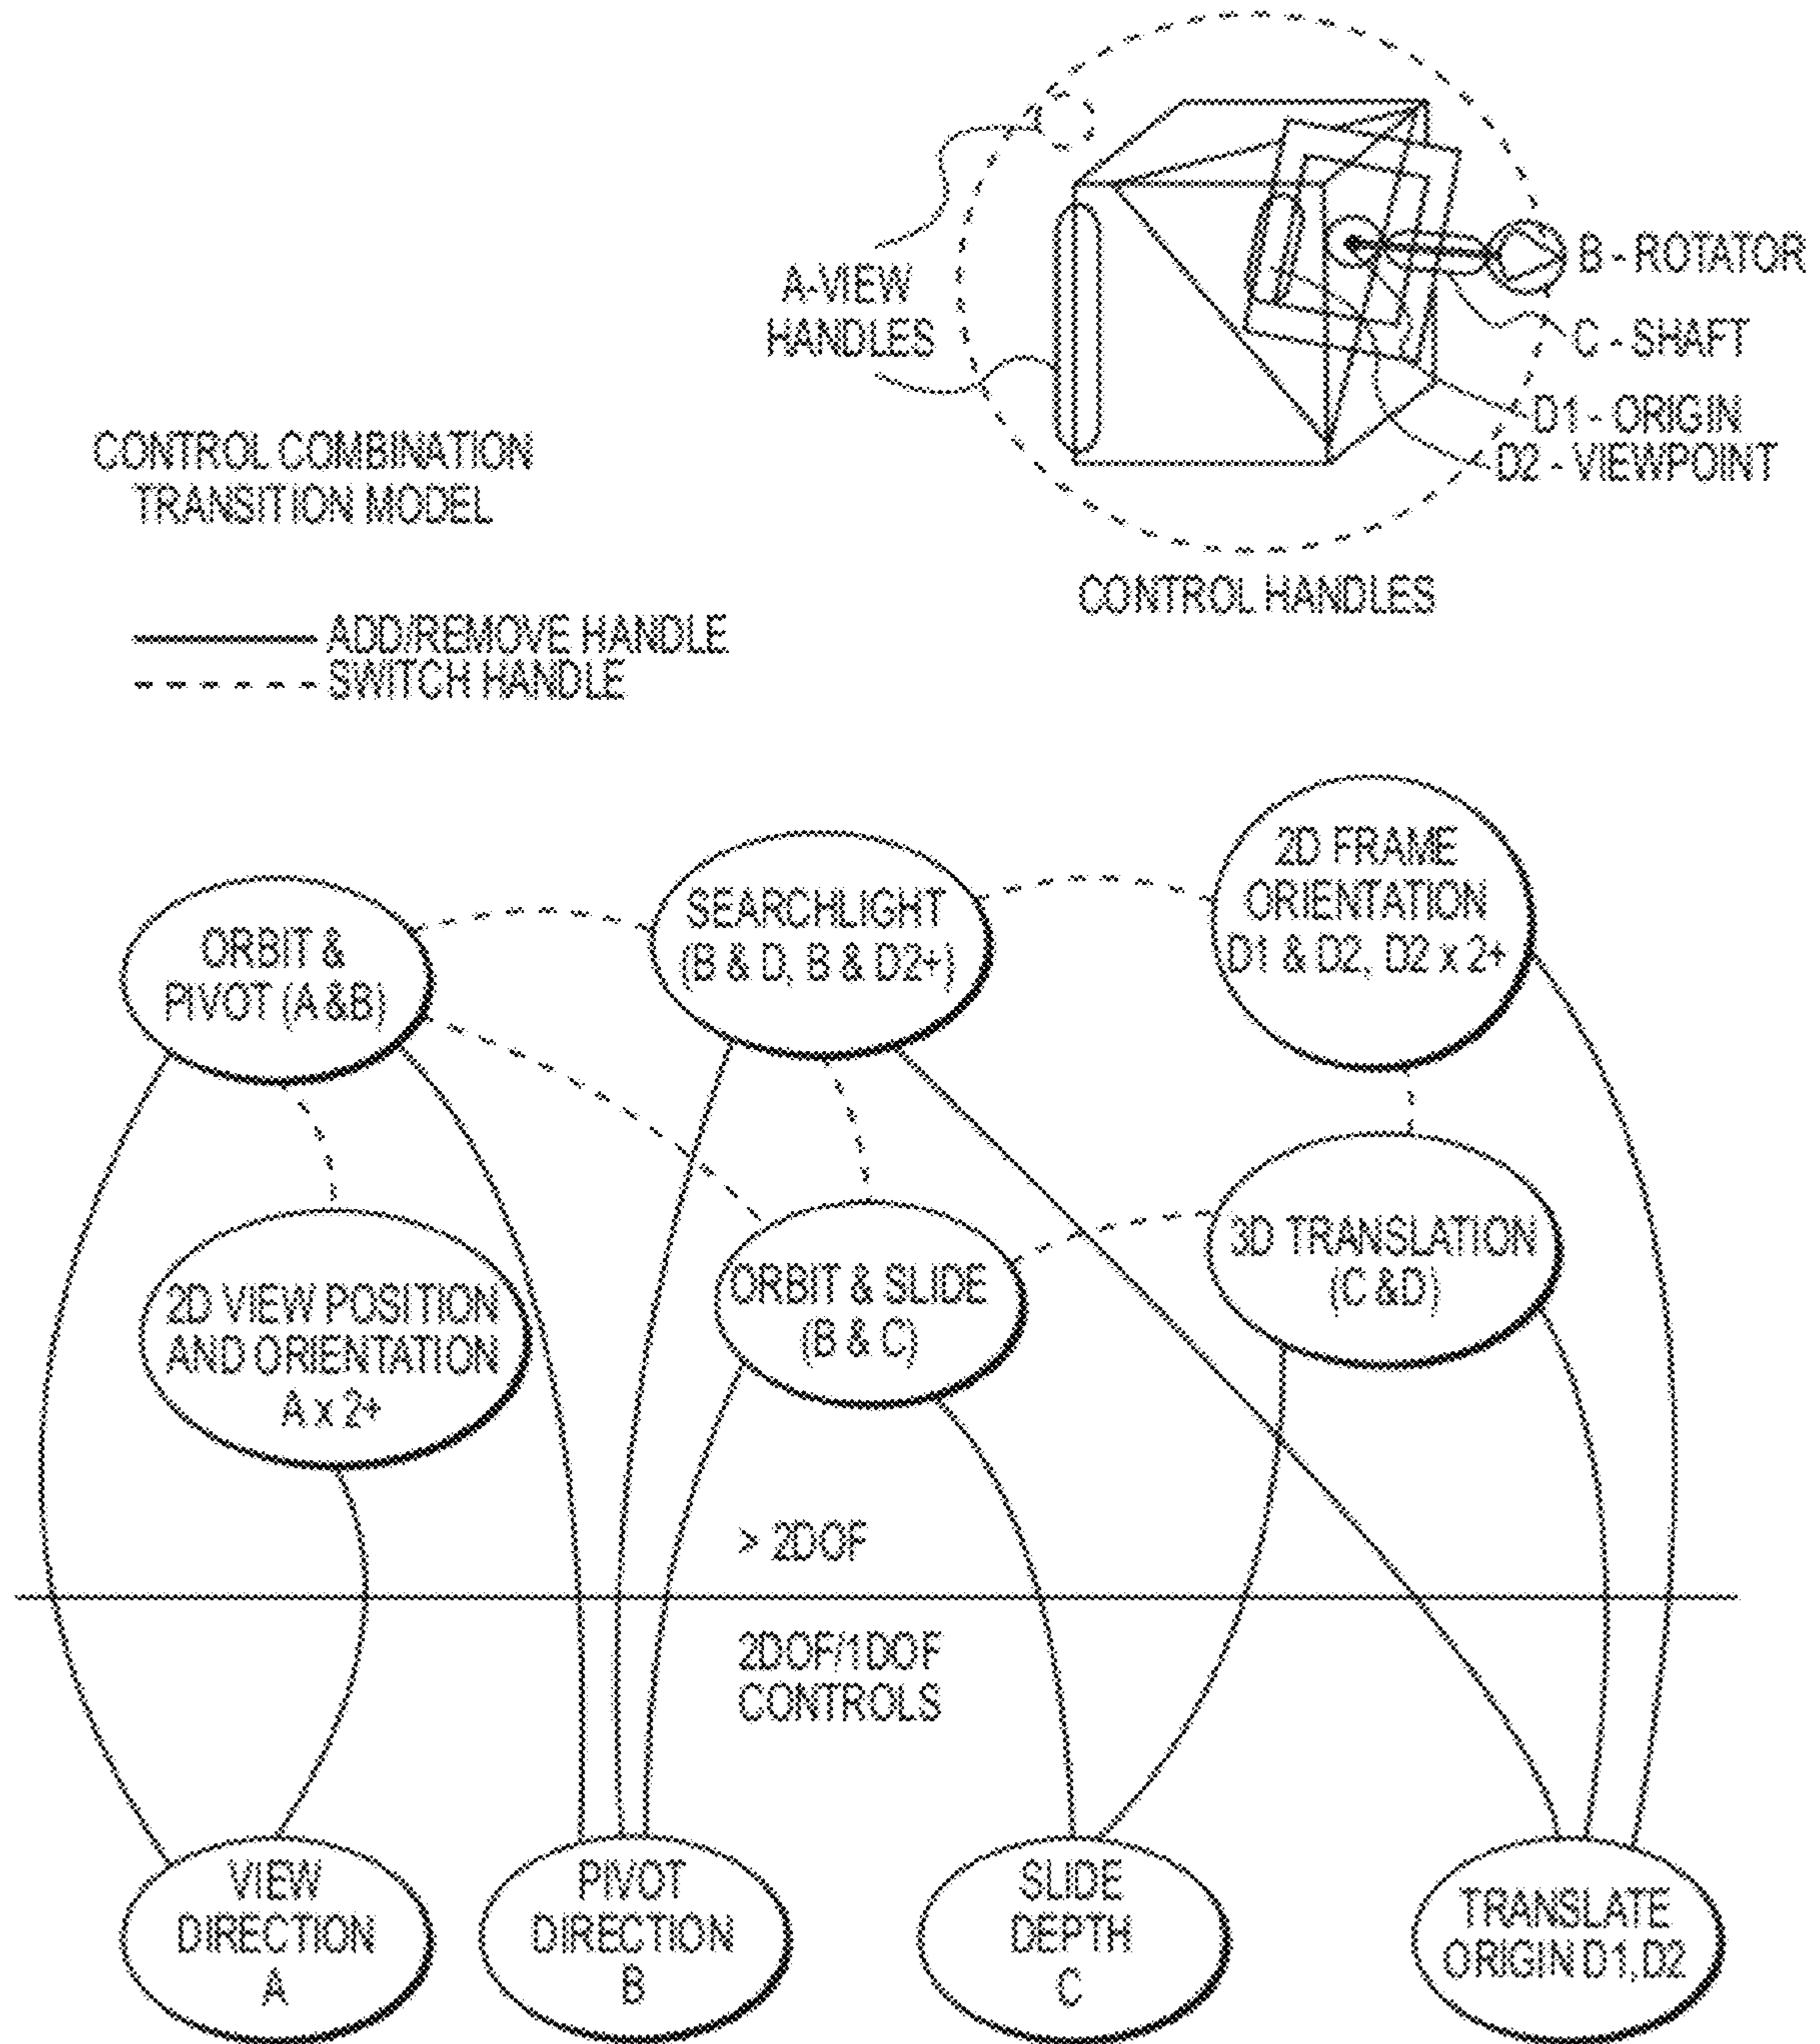 A-VIEW
HANDLES
B - ROTATOR
C - SHAFT
D1 - ORIGIN
D2 - VIEWPOINT
CONTROL HANDLES
CONTROL COMBINATION
TRANSITION MODEL
ADD/REMOVE HANDLE
SWITCH HANDLE
ORBIT &
PIVOT (A &B)
SEARCHLIGHT
(B & D, B & D2+)
2D FRAME
ORIENTATION
D1 & D2, D2 x 2+
2D VIEW POSITION
AND ORIENTATION
A x 2+
ORBIT & SLIDE
(B & C)
3D TRANSLATION
(C &D)
> 2DOF
2DOF/1DOF
CONTROLS
VIEW
DIRECTION
A
PIVOT
DIRECTION
B
SLIDE
DEPTH
C
TRANSLATE
ORIGIN D1, D2